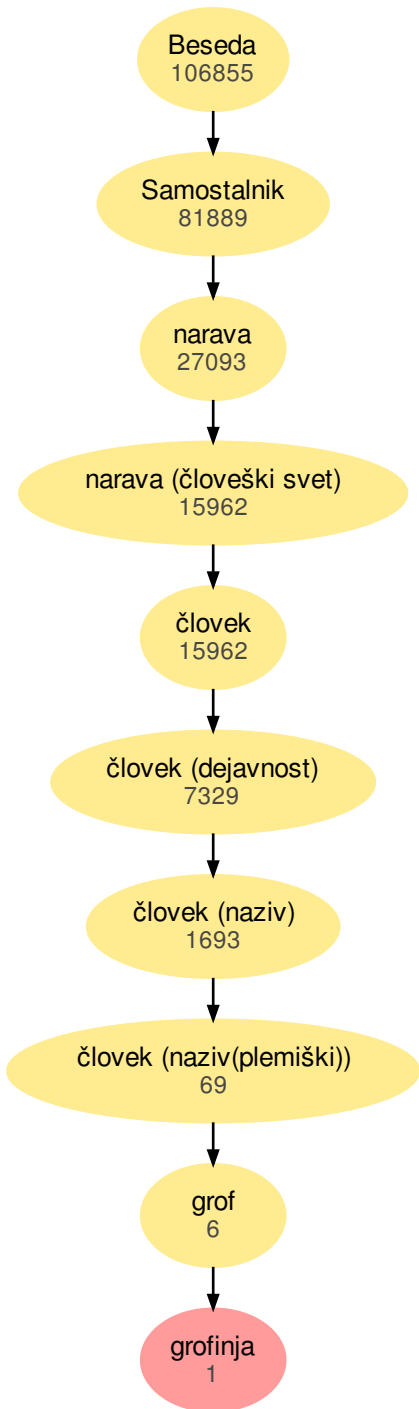 Beseda
106855
Samostalnik
81889
narava
27093
narava (človeški svet)
15962
človek
15962
človek (dejavnost)
7329
človek (naziv)
1693
človek (naziv(plemiški))
69
grof
6
grofinja
1